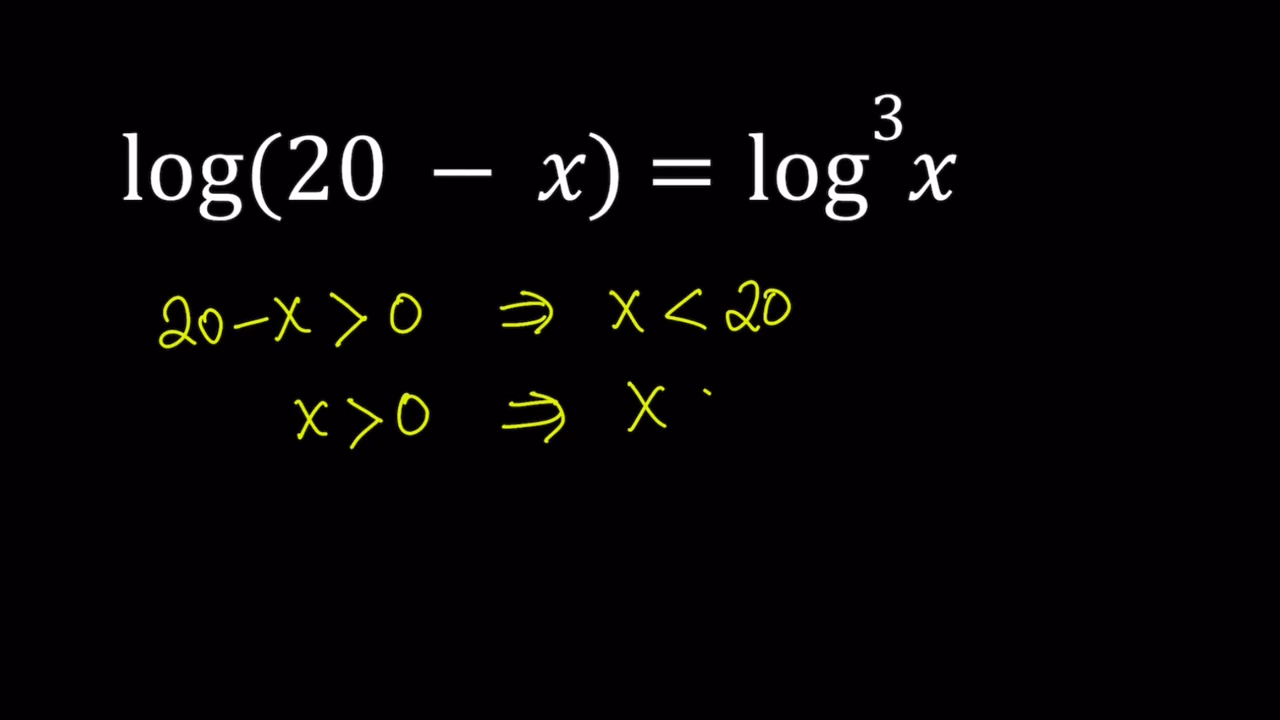 log(20 − x) = log³x
20-x > 0 ⇒ x < 20
x > 0 ⇒ x